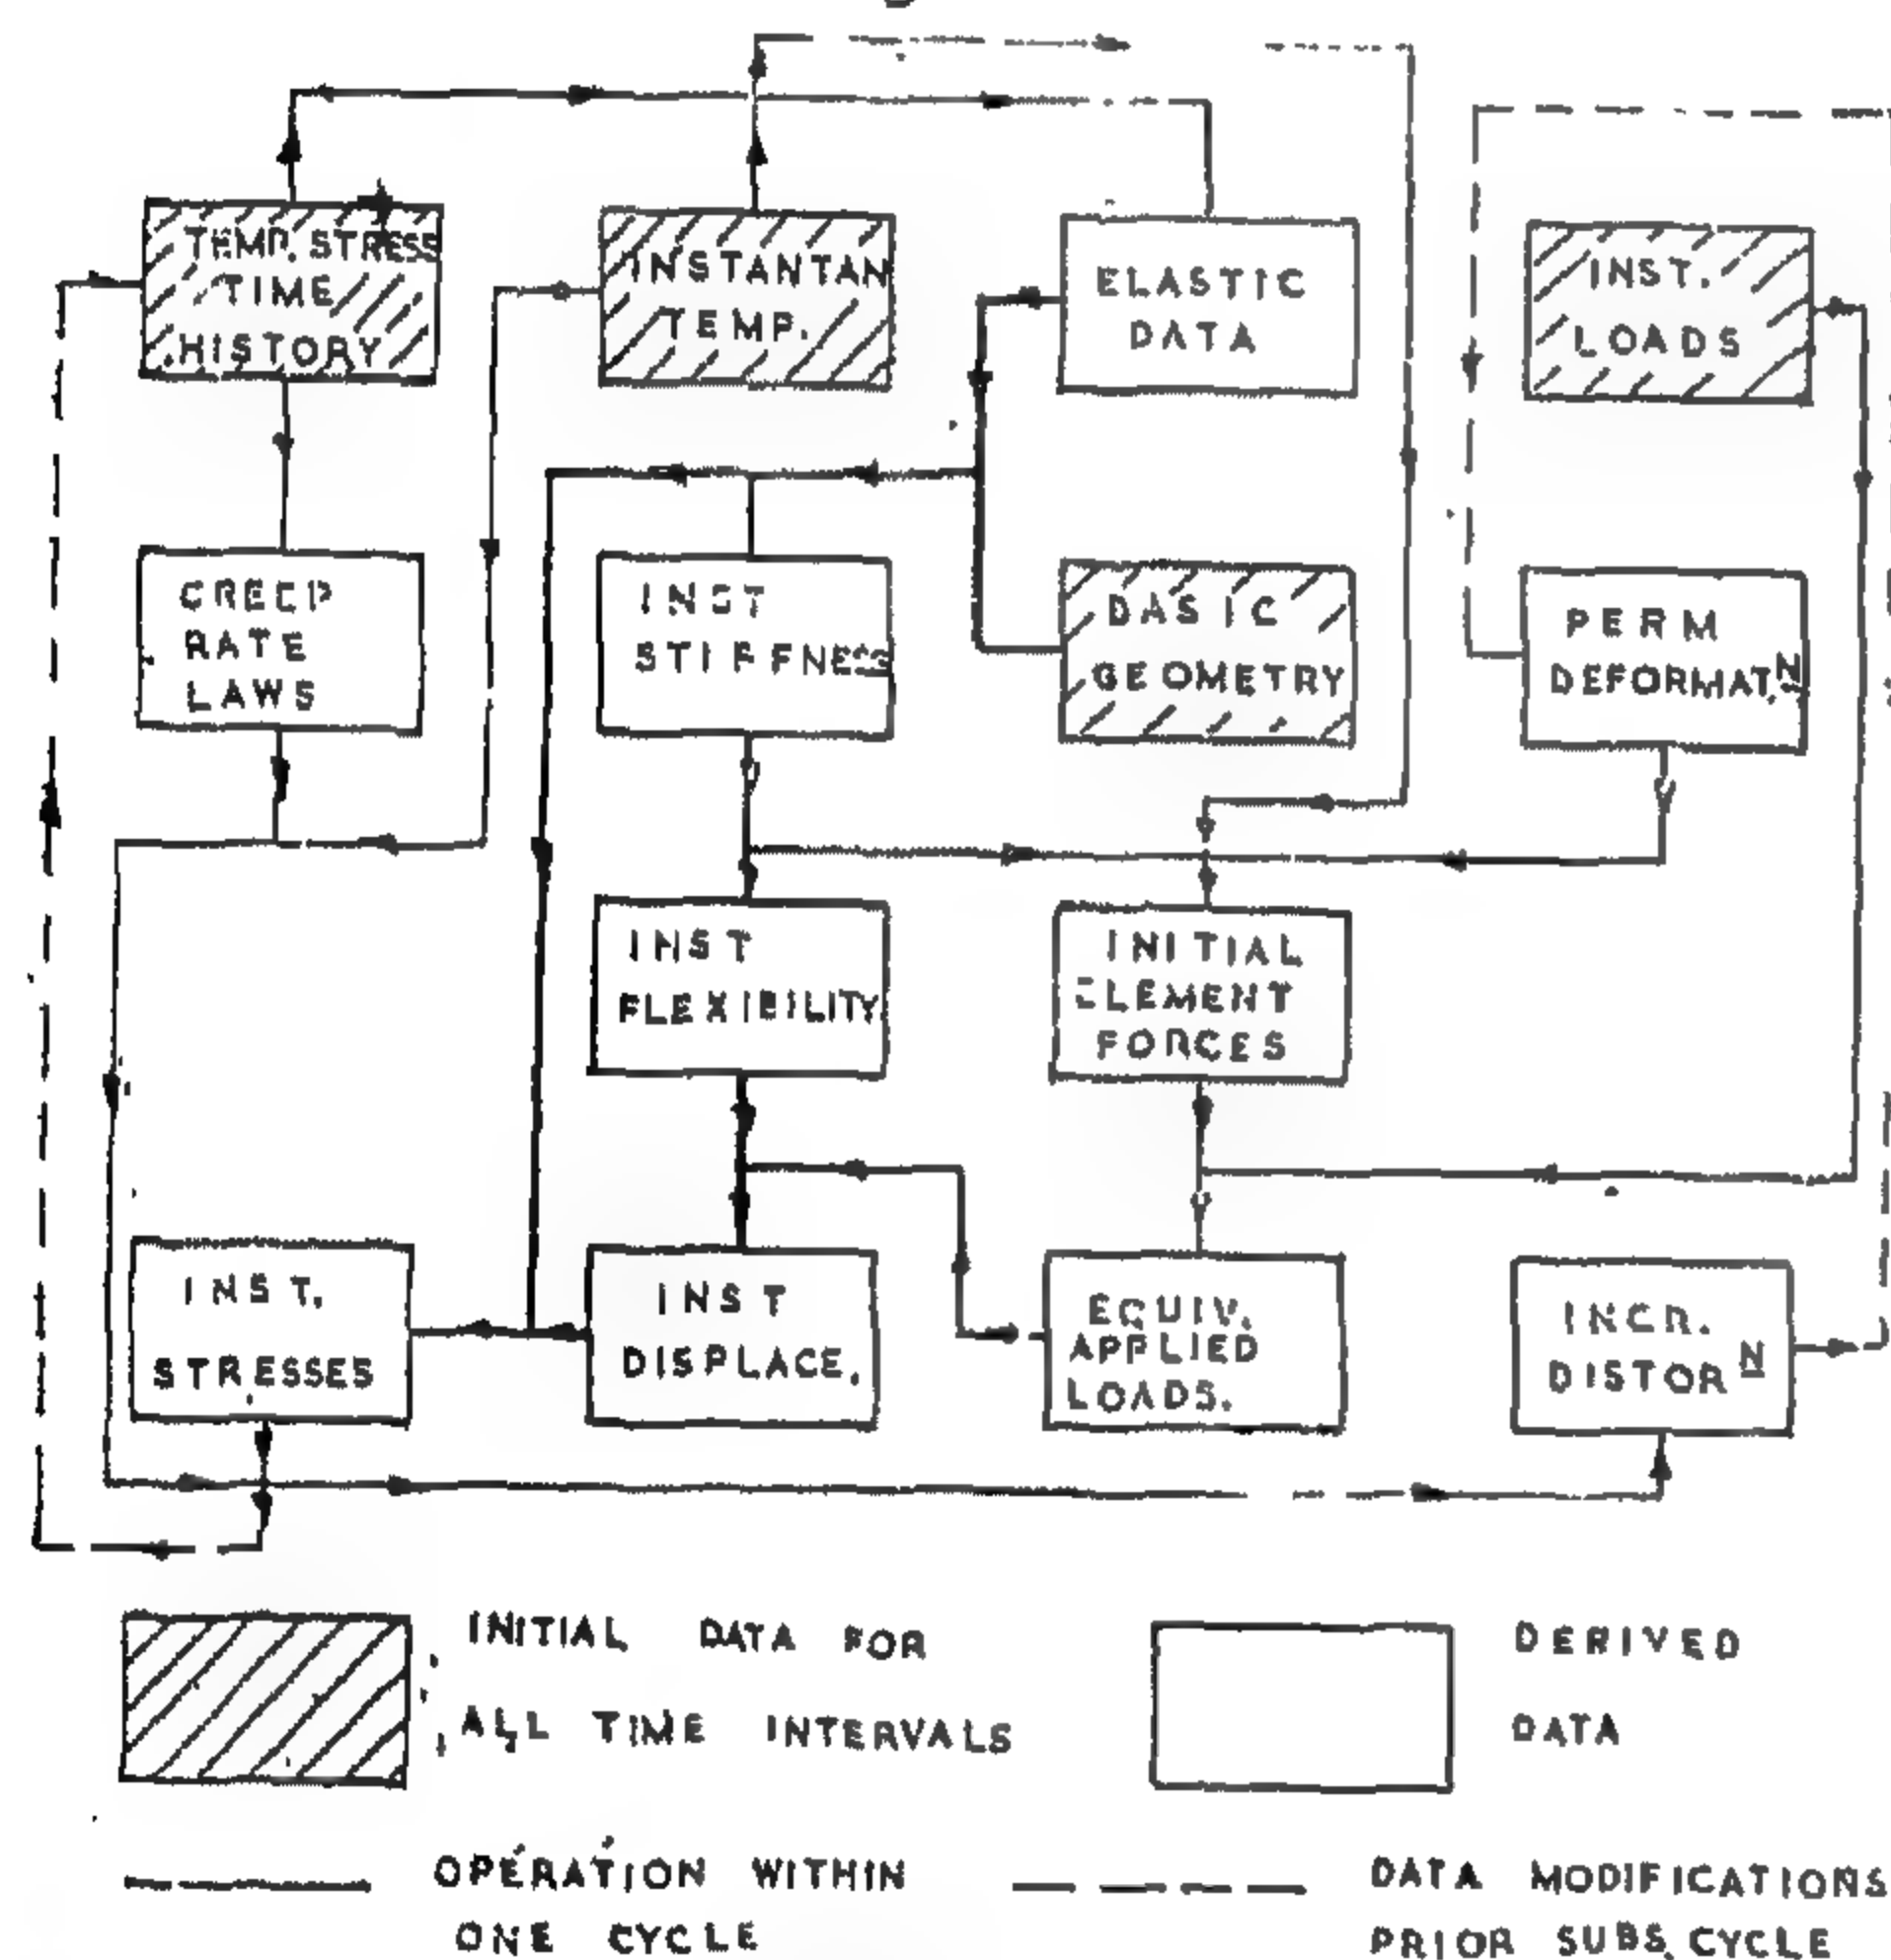 TEMP. STRESS
TIME
HISTORY
INSTANTAN
TEMP.
ELASTIC
DATA
INST.
LOADS
CREEP
RATE
LAWS
INST
STIFFNESS
BASIC
GEOMETRY
PERM
DEFORMAT.N
INST
FLEXIBILITY
INITIAL
ELEMENT
FORCES
INST.
STRESSES
INST
DISPLACE.
EQUIV.
APPLIED
LOADS.
INCR.
DISTOR N
INITIAL DATA FOR
ALL TIME INTERVALS
DERIVED
DATA
OPERATION WITHIN
ONE CYCLE
DATA MODIFICATIONS
PRIOR SUBS. CYCLE